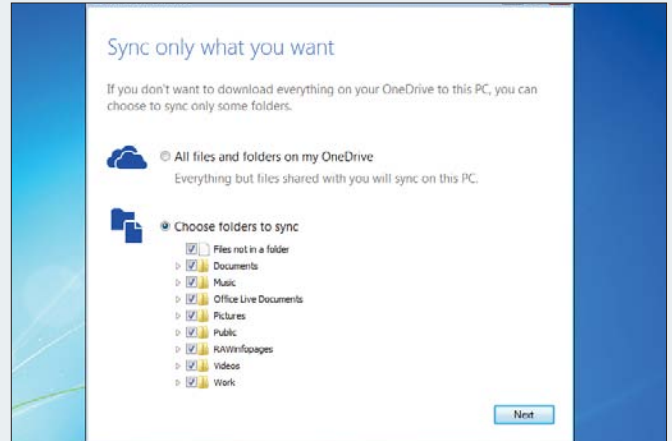 Sync only what you want
If you don't want to download everything on your OneDrive to this PC, you can
choose to sync only some folders.
All files and folders on my OneDrive
Everything but files shared with you will sync on this PC.
Choose folders to sync
Files not in a folder
Documents
Music
Office Live Documents
Pictures
Public
RAWinfopages
Videos
Work
Next